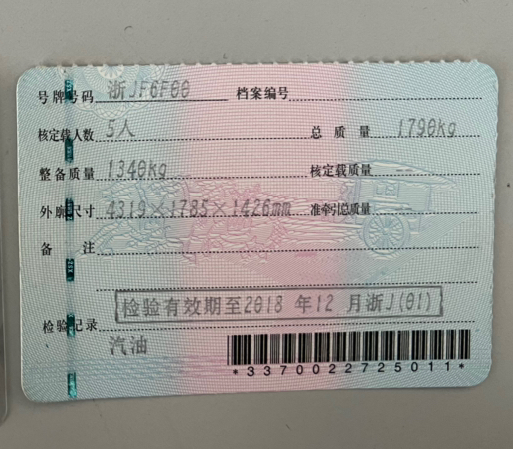 号牌号码 浙JF6F00 档案编号
核定载人数 5人 总质量 1790kg
整备质量 1340kg 核定载质量 --
外廓尺寸 4319×1785×1426mm 准牵引总质量 --
备注
检验有效期至2018年12月浙J(01)
检验记录
汽油
*3370022725011*